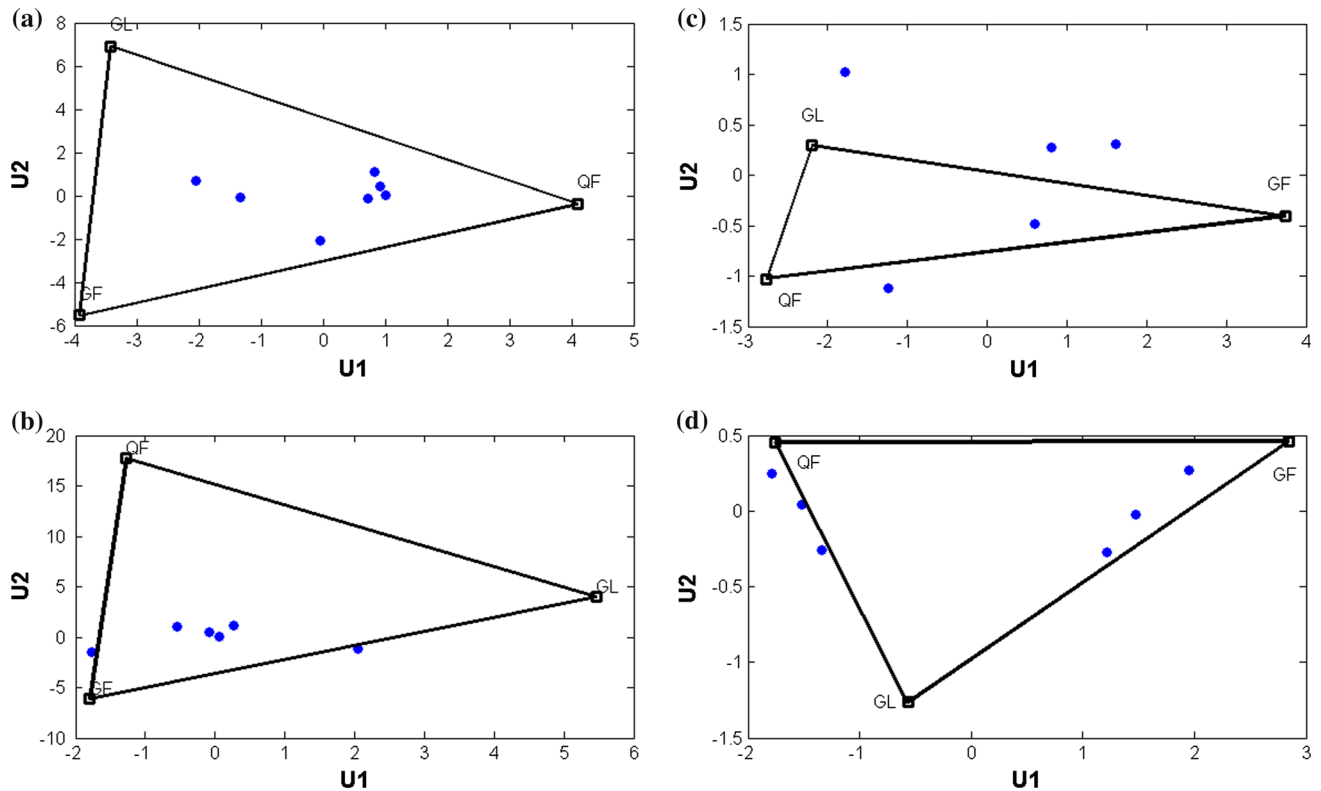 (a)
GL
QF
GF
8
6
4
2
0
-2
-4
-6
-4 -3 -2 -1 0 1 2 3 4 5
U2
U1
(c)
GL
GF
QF
1.5
1
0.5
0
-0.5
-1
-1.5
-3 -2 -1 0 1 2 3 4
U2
U1
(b)
QF
GL
GF
20
15
10
5
0
-5
-10
-2 -1 0 1 2 3 4 5 6
U2
U1
(d)
QF
GF
GL
0.5
0
-0.5
-1
-1.5
-2 -1 0 1 2 3
U2
U1